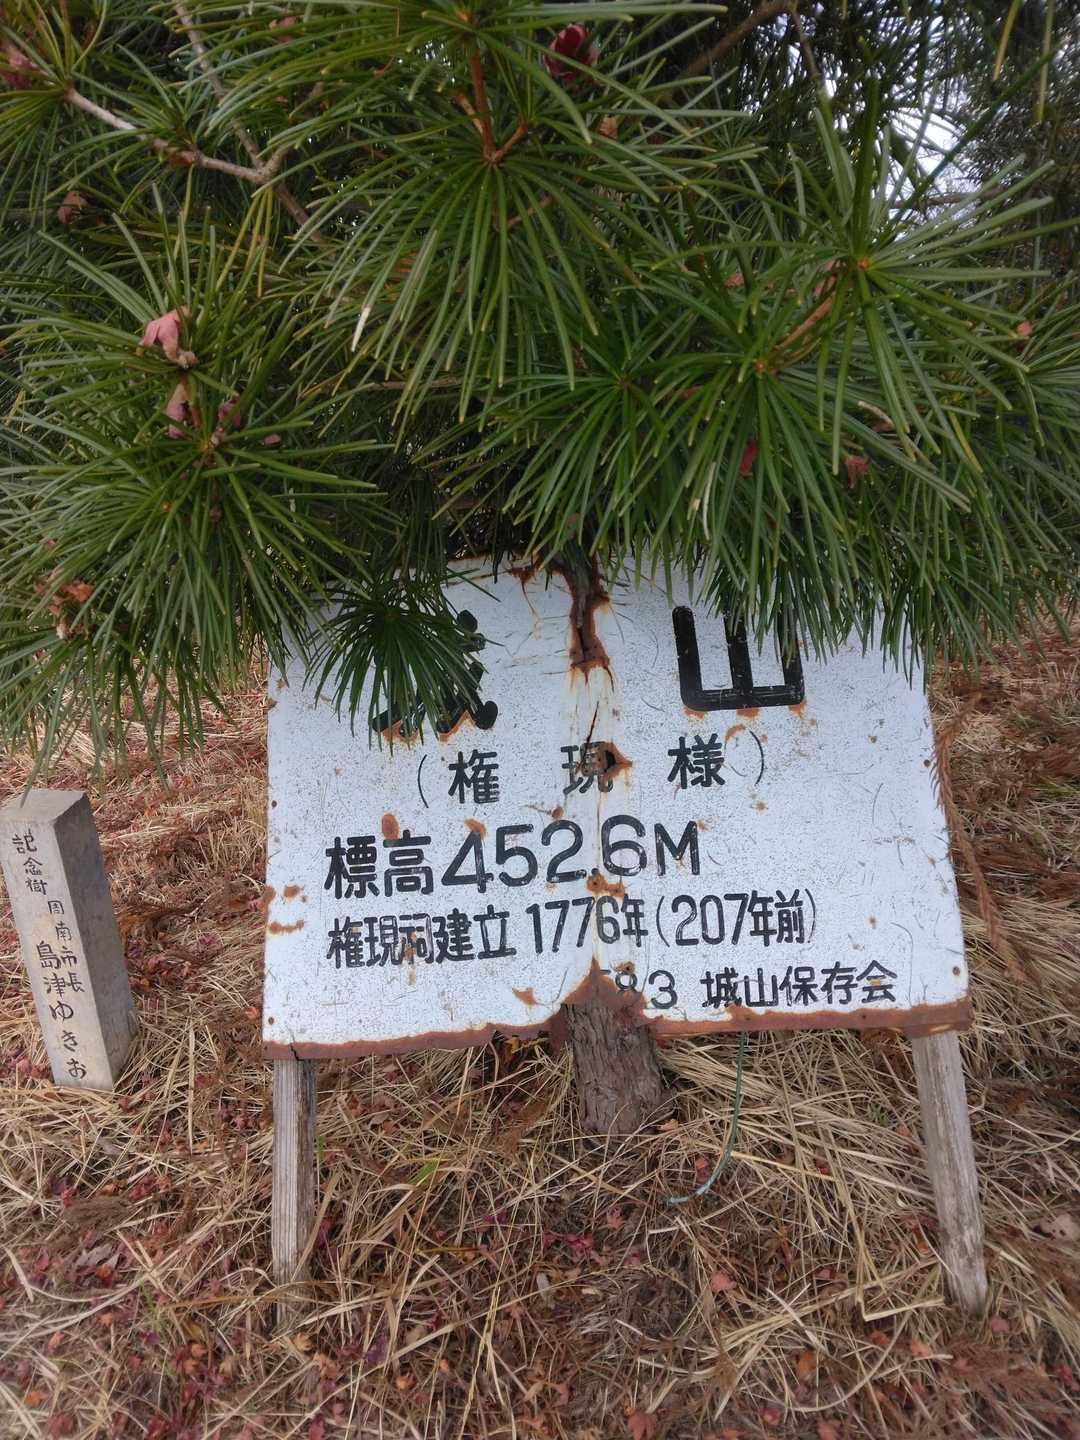 城山
(権現様)
標高452.6M
権現祠建立1776年(207年前)
83 城山保存会
記念樹 周南市長
島津ゆきお